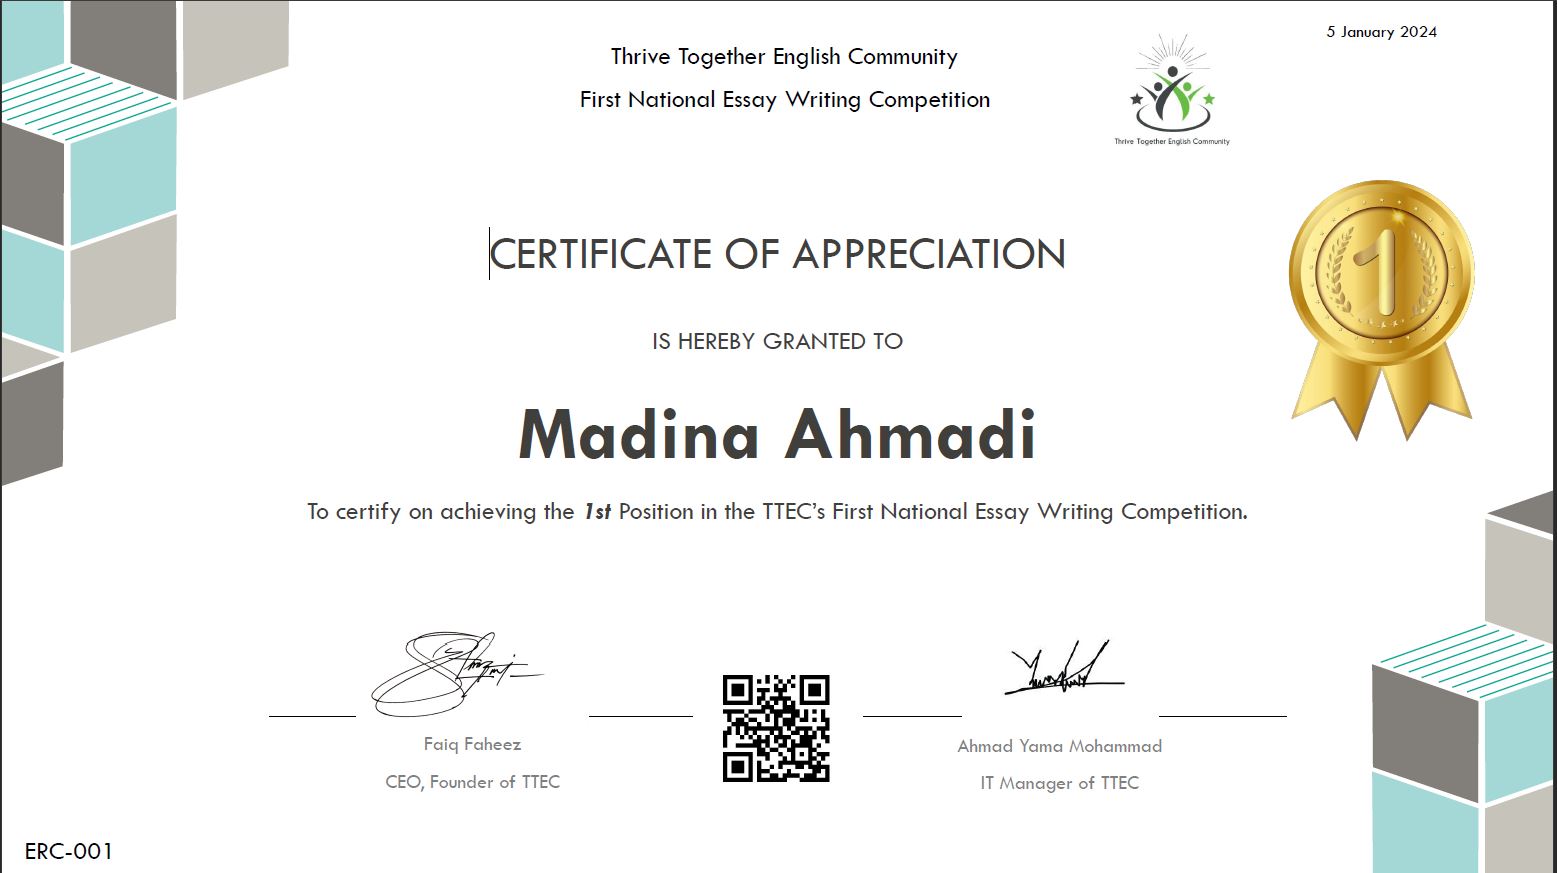 5 January 2024
Thrive Together English Community
First National Essay Writing Competition
Thrive Together English Community
CERTIFICATE OF APPRECIATION
1
IS HEREBY GRANTED TO
Madina Ahmadi
To certify on achieving the 1st Position in the TTEC’s First National Essay Writing Competition.
Faiq Faheez
CEO, Founder of TTEC
Ahmad Yama Mohammad
IT Manager of TTEC
ERC-001